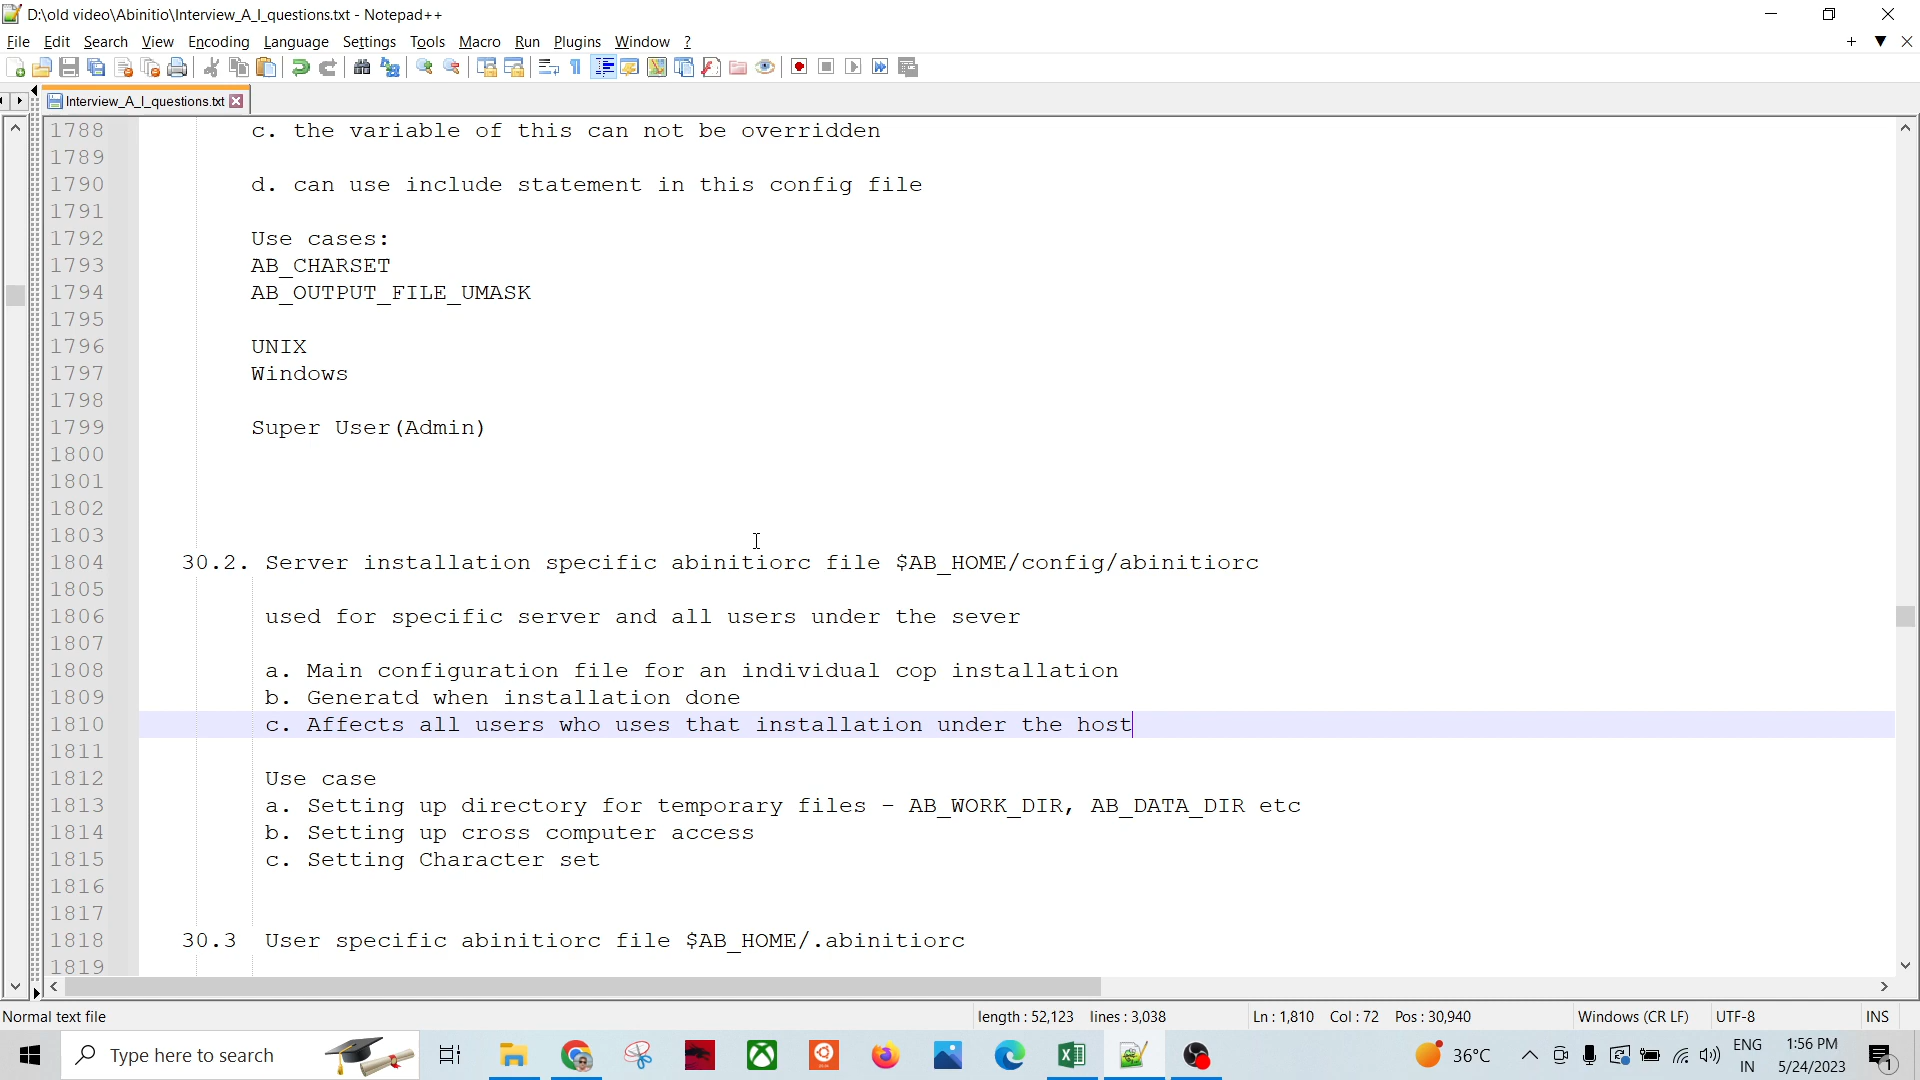 D:\old video\Abinitio\Interview_A_I_questions.txt - Notepad++
File Edit Search View Encoding Language Settings Tools Macro Run Plugins Window ?
Interview_A_I_questions.txt
1788 c. the variable of this can not be overridden
1789
1790 d. can use include statement in this config file
1791
1792 Use cases:
1793 AB_CHARSET
1794 AB_OUTPUT_FILE_UMASK
1795
1796 UNIX
1797 Windows
1798
1799 Super User(Admin)
1800
1801
1802
1803
1804 30.2. Server installation specific abinitiorc file $AB_HOME/config/abinitiorc
1805
1806 used for specific server and all users under the sever
1807
1808 a. Main configuration file for an individual cop installation
1809 b. Generatd when installation done
1810 c. Affects all users who uses that installation under the host
1811
1812 Use case
1813 a. Setting up directory for temporary files - AB_WORK_DIR, AB_DATA_DIR etc
1814 b. Setting up cross computer access
1815 c. Setting Character set
1816
1817
1818 30.3 User specific abinitiorc file $AB_HOME/.abinitiorc
1819
Normal text file length : 52,123 lines : 3,038 Ln : 1,810 Col : 72 Pos : 30,940 Windows (CR LF) UTF-8 INS
Type here to search 36°C ENG IN 1:56 PM 5/24/2023 1